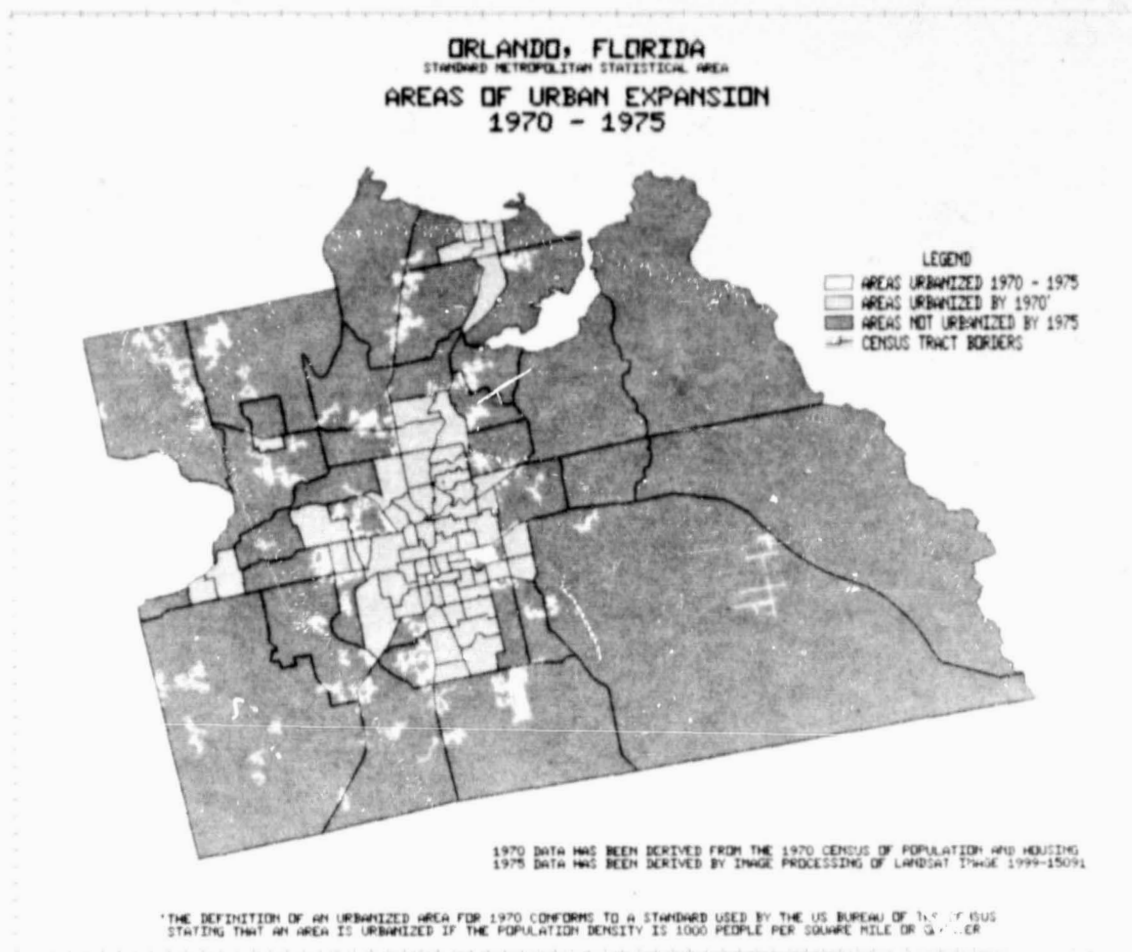 ORLANDO, FLORIDA
STANDARD METROPOLITAN STATISTICAL AREA
AREAS OF URBAN EXPANSION
1970 - 1975
LEGEND
AREAS URBANIZED 1970 - 1975
AREAS URBANIZED BY 1970*
AREAS NOT URBANIZED BY 1975
CENSUS TRACT BORDERS
1970 DATA HAS BEEN DERIVED FROM THE 1970 CENSUS OF POPULATION AND HOUSING
1975 DATA HAS BEEN DERIVED BY IMAGE PROCESSING OF LANDSAT IMAGE 1999-15091
*THE DEFINITION OF AN URBANIZED AREA FOR 1970 CONFORMS TO A STANDARD USED BY THE US BUREAU OF
STATING THAT AN AREA IS URBANIZED IF THE POPULATION DENSITY IS 1000 PEOPLE PER SQUARE MILE OR